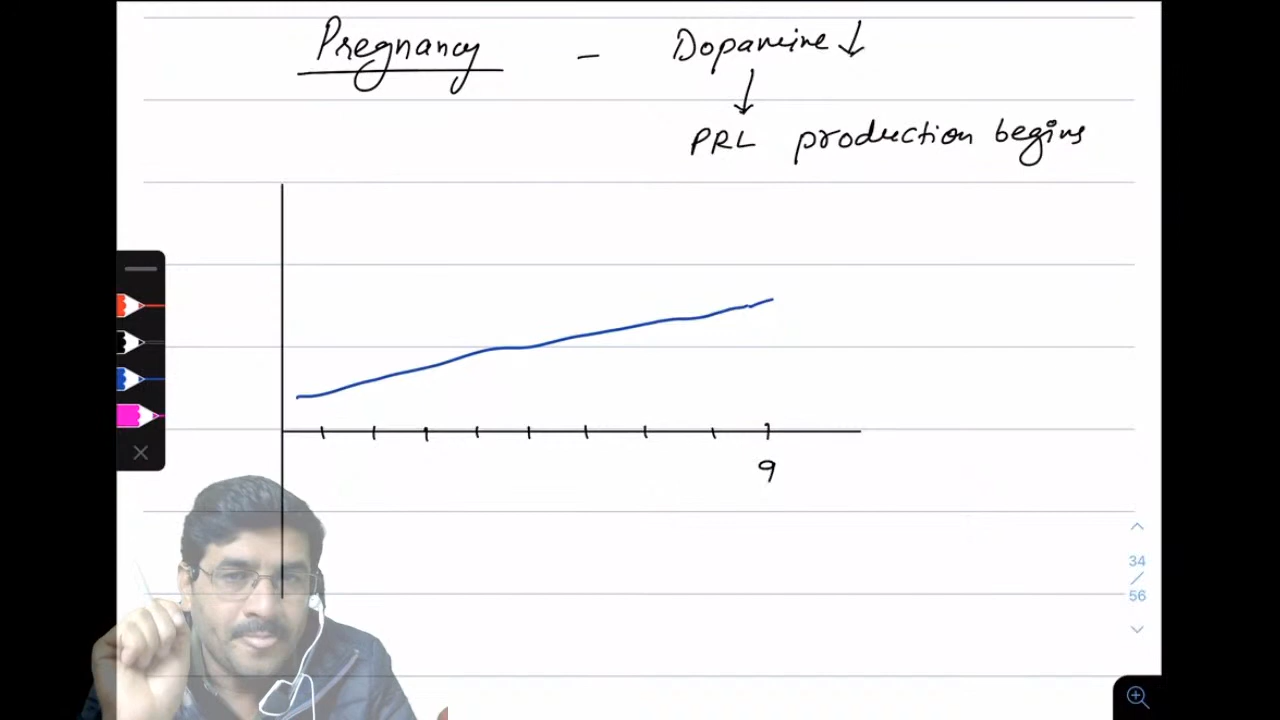 Pregnancy - Dopamine ↓
↓
PRL production begins
9
34
/
56